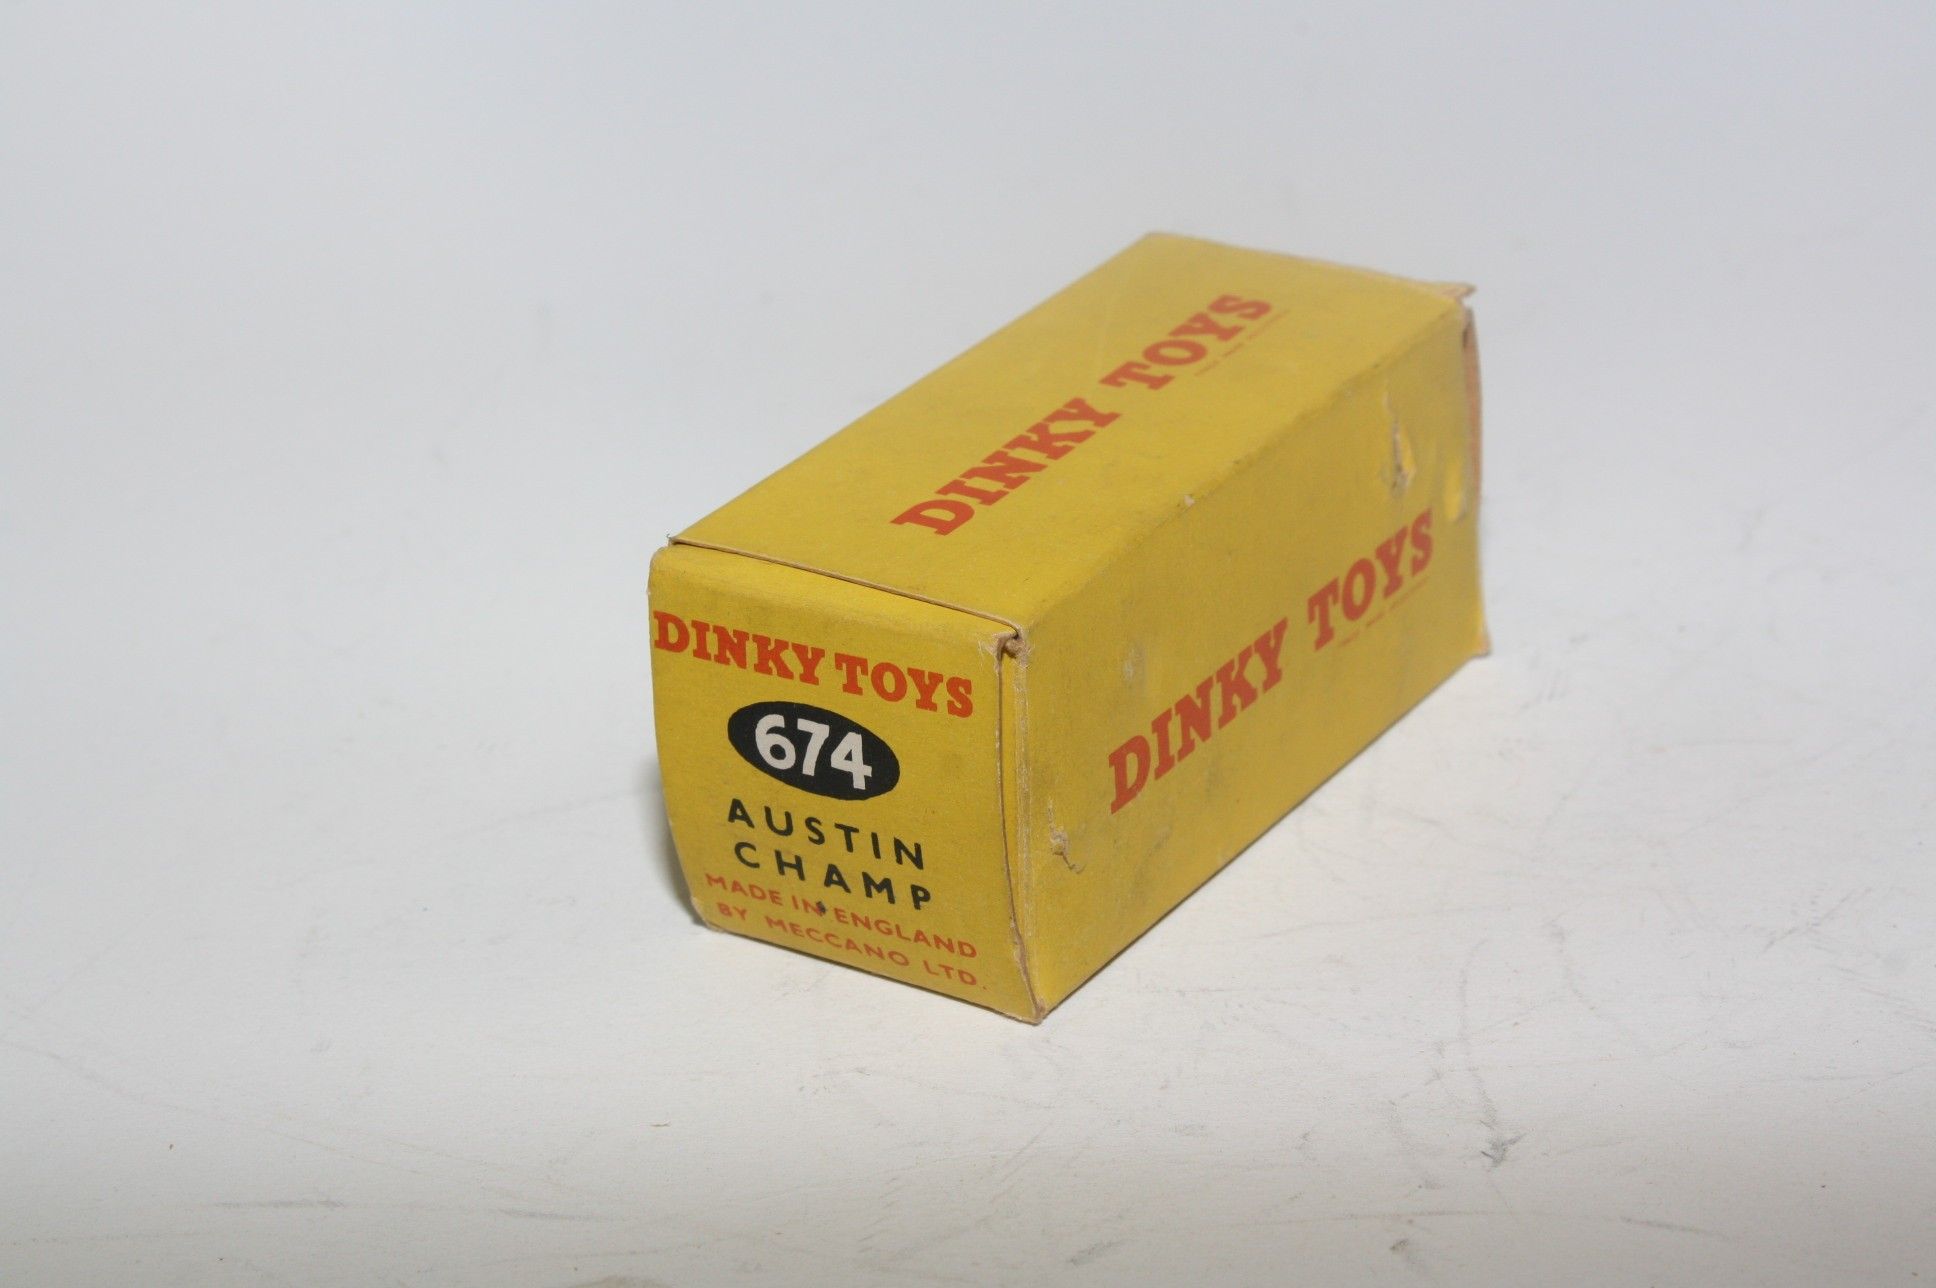 DINKY TOYS
DINKY TOYS
DINKY TOYS
674
AUSTIN
CHAMP
MADE IN ENGLAND
BY MECCANO LTD.